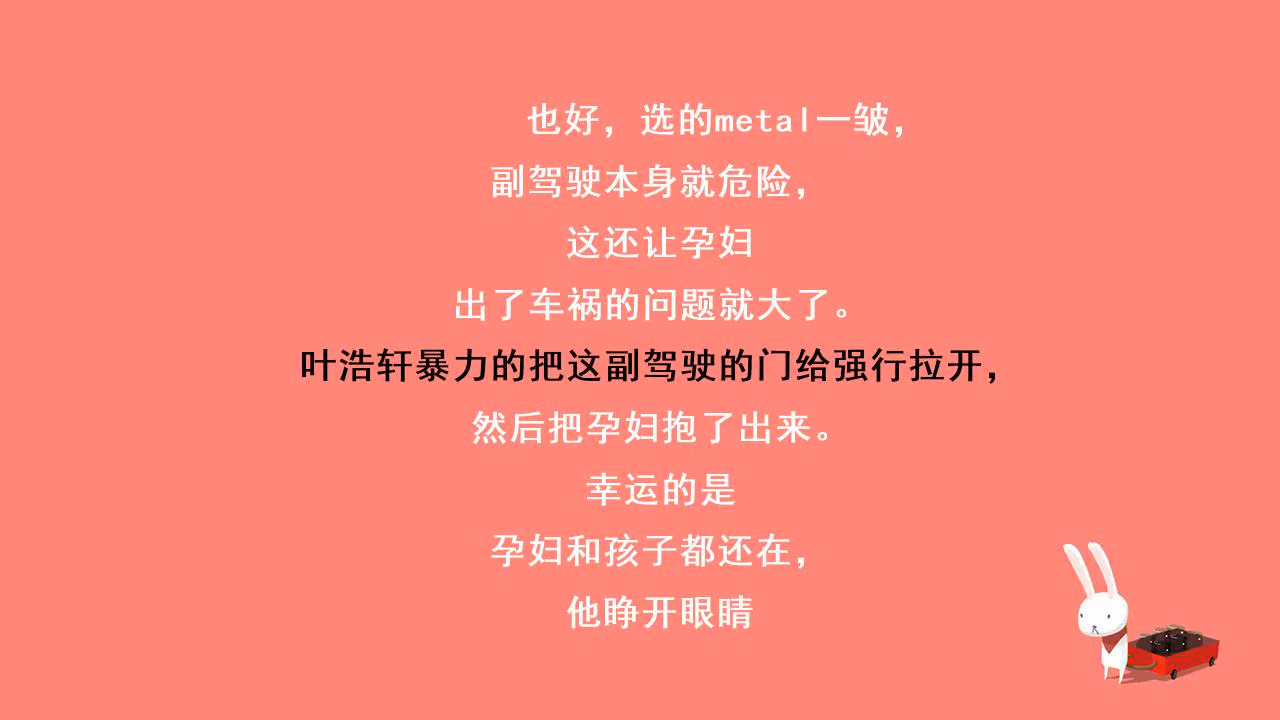 也好，选的metal一皱，
副驾驶本身就危险，
这还让孕妇
出了车祸的问题就大了。
叶浩轩暴力的把这副驾驶的门给强行拉开，
然后把孕妇抱了出来。
幸运的是
孕妇和孩子都还在，
他睁开眼睛